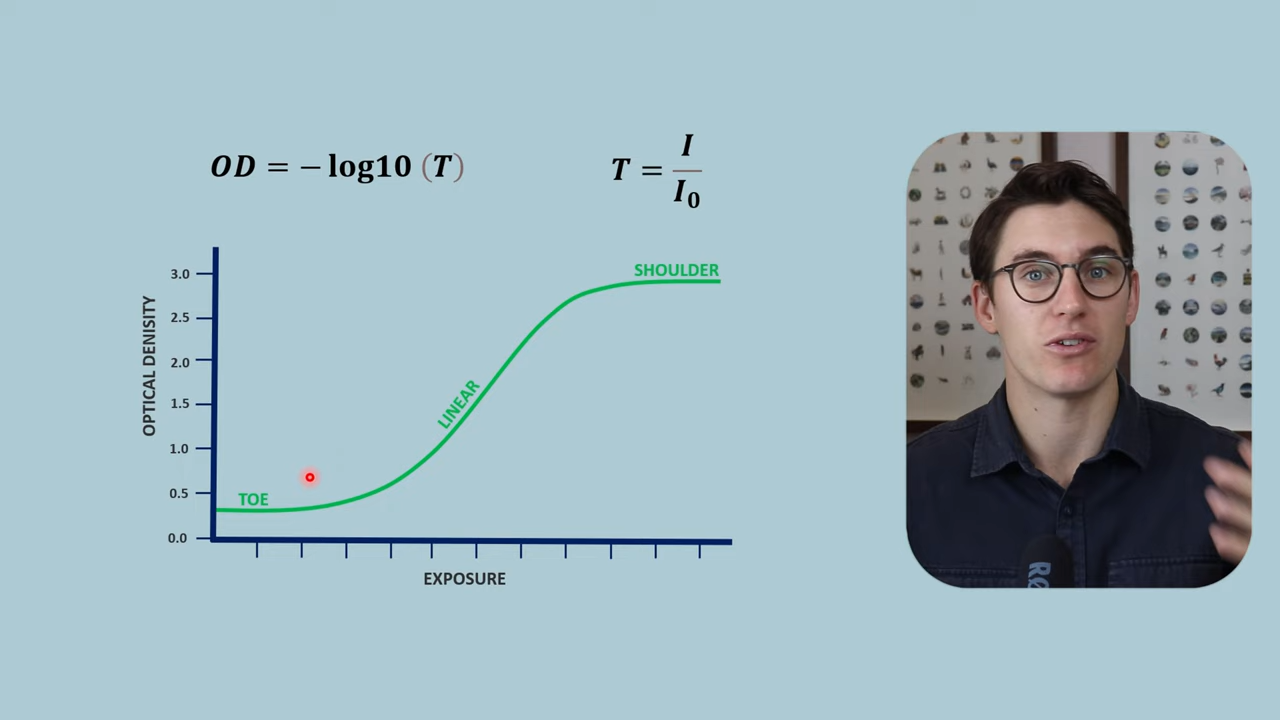 OD = − log10 (T)
T = I / I₀
SHOULDER
3.0
2.5
2.0
1.5
1.0
0.5
0.0
OPTICAL DENISITY
LINEAR
TOE
EXPOSURE